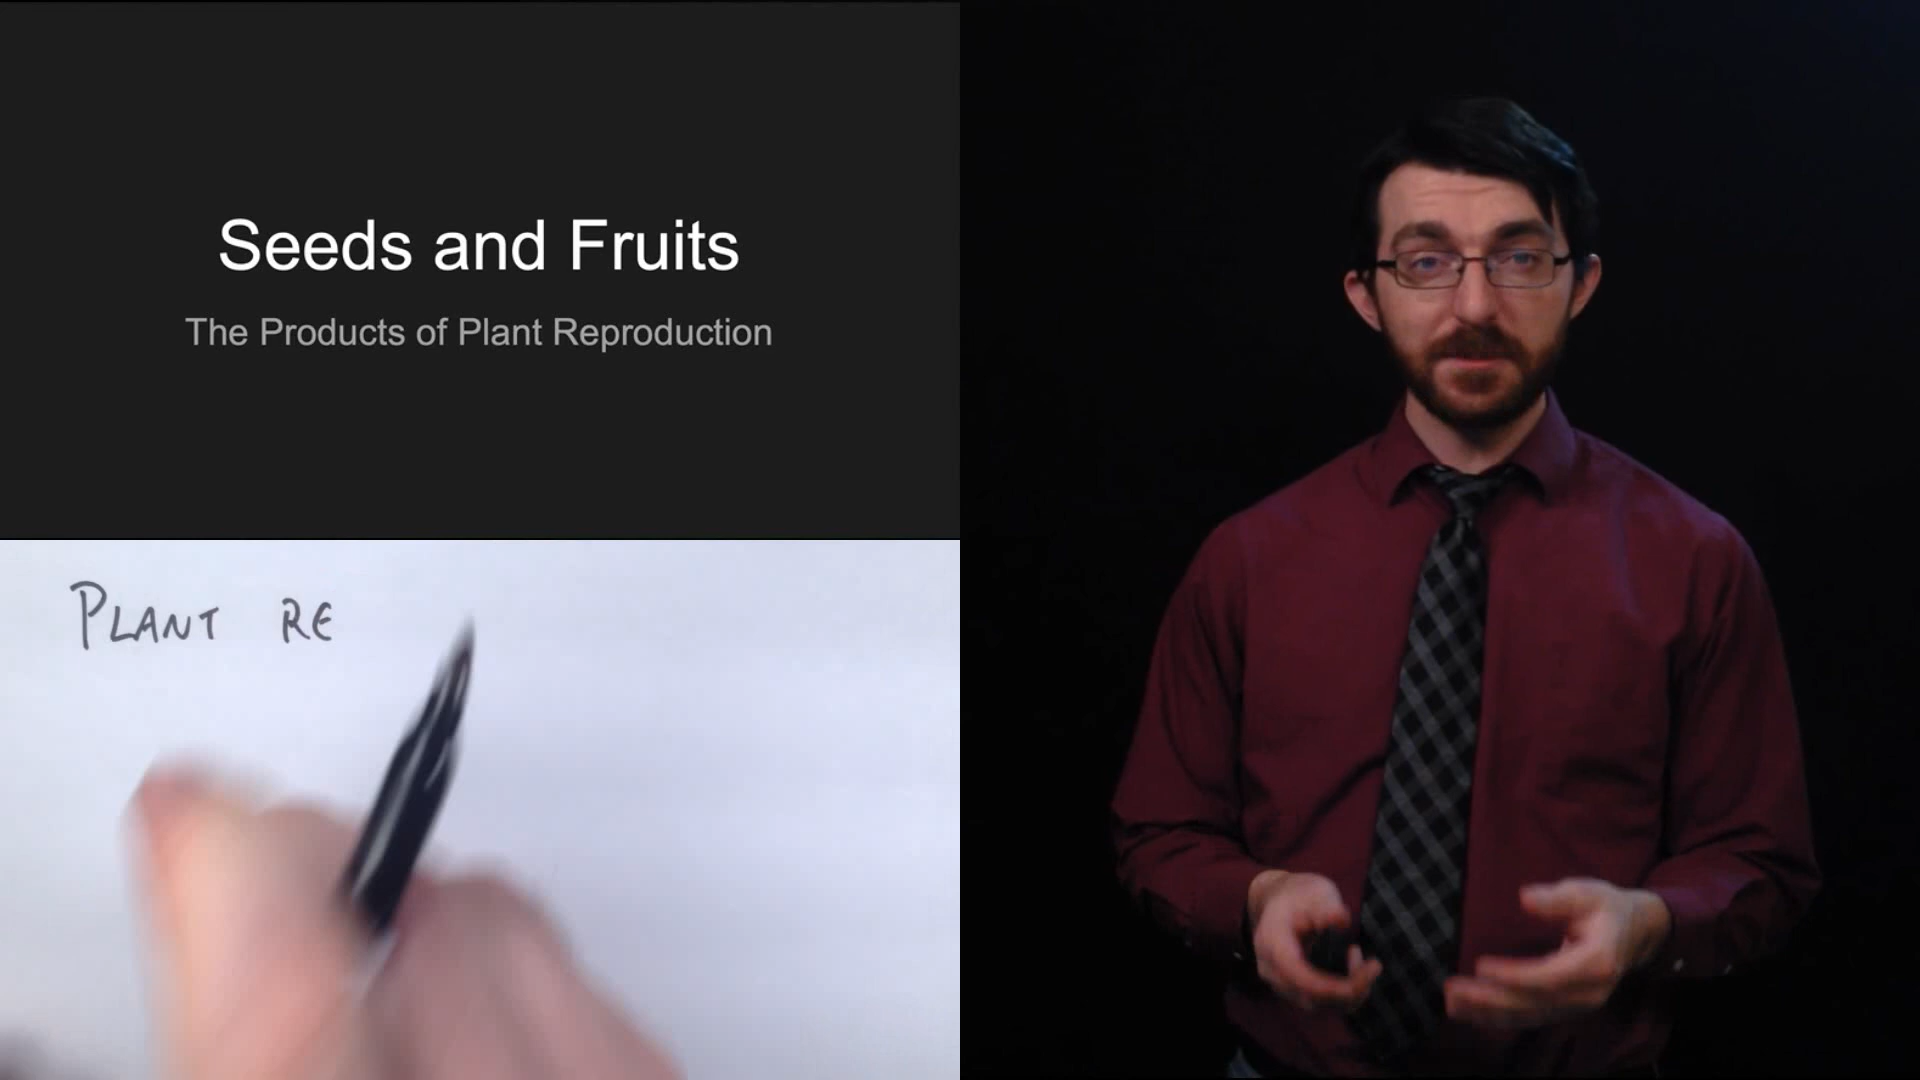 Seeds and Fruits
The Products of Plant Reproduction
PLANT RE